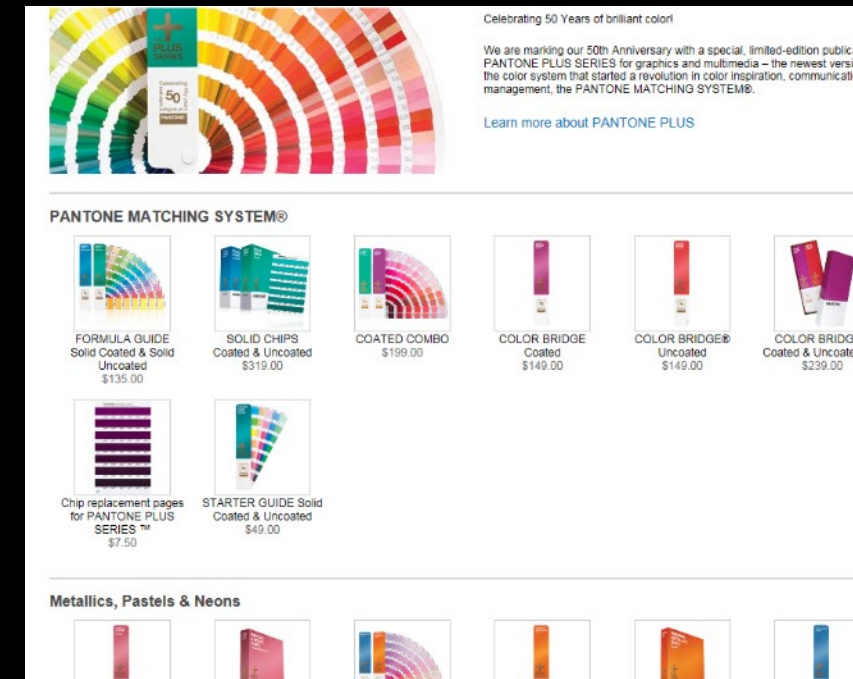 PLUS
SERIES
Celebrating
50
PANTONE
Celebrating 50 Years of brilliant color!
We are marking our 50th Anniversary with a special, limited-edition public
PANTONE PLUS SERIES for graphics and multimedia – the newest versi
the color system that started a revolution in color inspiration, communicati
management, the PANTONE MATCHING SYSTEM®.
Learn more about PANTONE PLUS
PANTONE MATCHING SYSTEM®
FORMULA GUIDE
Solid Coated & Solid
Uncoated
$135.00
SOLID CHIPS
Coated & Uncoated
$319.00
COATED COMBO
$199.00
COLOR BRIDGE
Coated
$149.00
COLOR BRIDGE®
Uncoated
$149.00
COLOR BRIDG
Coated & Uncoate
$239.00
Chip replacement pages
for PANTONE PLUS
SERIES ™
$7.50
STARTER GUIDE Solid
Coated & Uncoated
$49.00
Metallics, Pastels & Neons